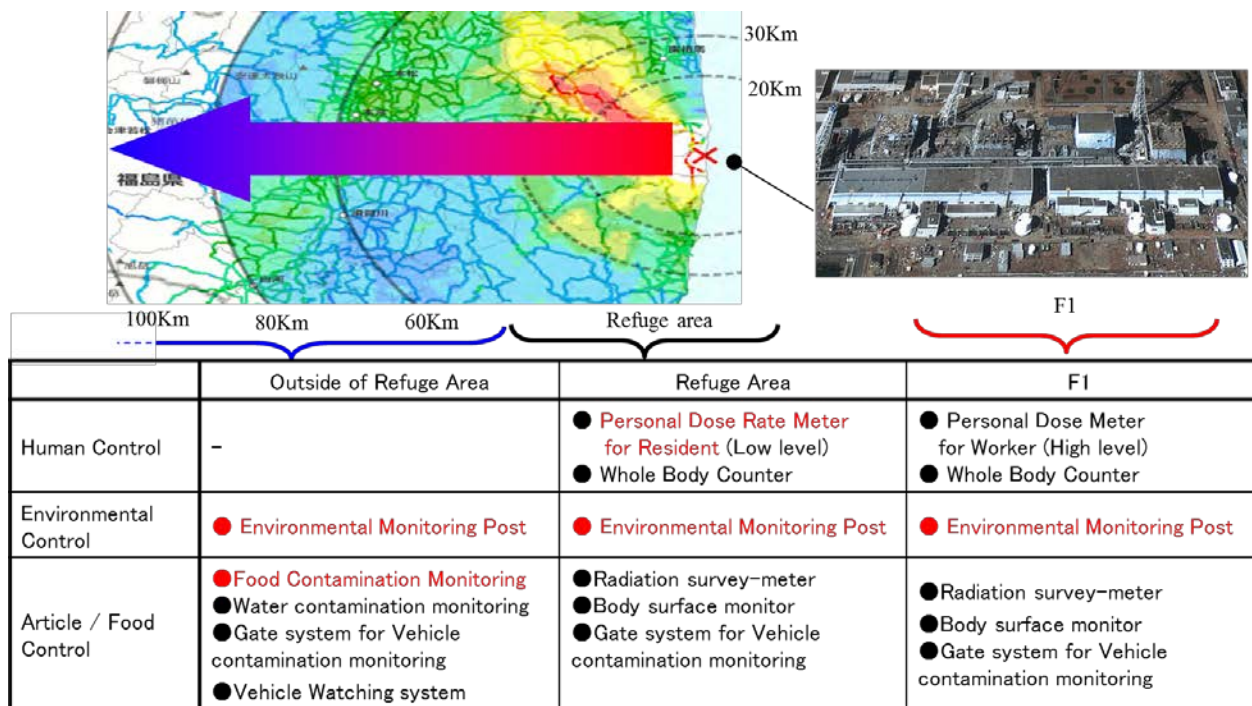 30Km
20Km
福島県
100Km
80Km
60Km
Refuge area
F1
Outside of Refuge Area
Refuge Area
F1
Human Control
-
● Personal Dose Rate Meter
for Resident (Low level)
● Whole Body Counter
● Personal Dose Meter
for Worker (High level)
● Whole Body Counter
Environmental
Control
● Environmental Monitoring Post
● Environmental Monitoring Post
● Environmental Monitoring Post
Article / Food
Control
●Food Contamination Monitoring
●Water contamination monitoring
●Gate system for Vehicle
contamination monitoring
●Vehicle Watching system
●Radiation survey-meter
●Body surface monitor
●Gate system for Vehicle
contamination monitoring
●Radiation survey-meter
●Body surface monitor
●Gate system for Vehicle
contamination monitoring